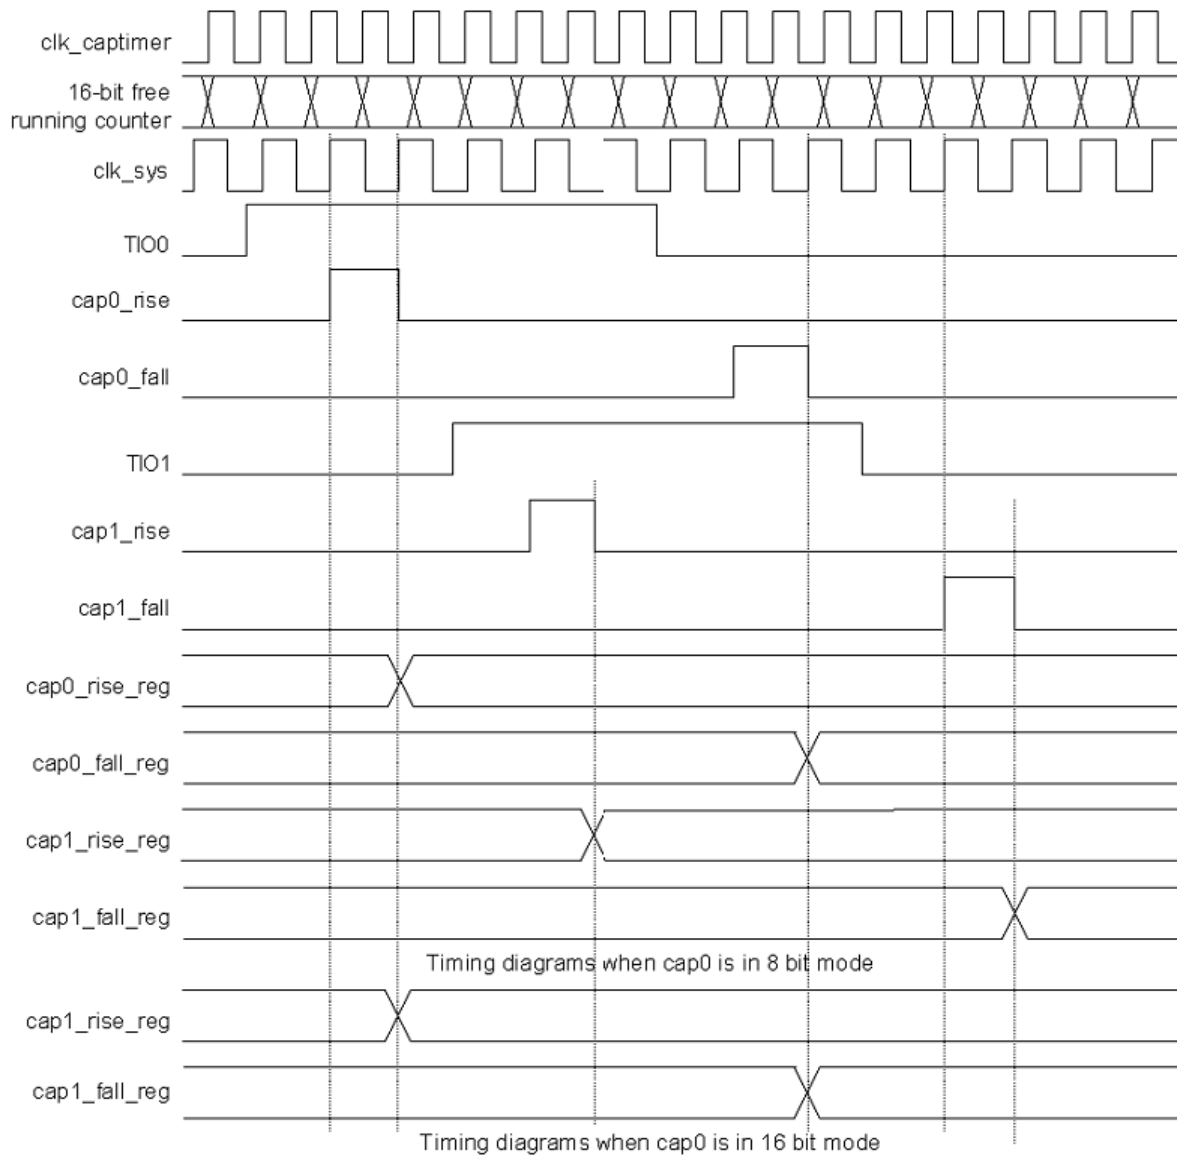 clk_captimer
16-bit free
running counter
clk_sys
TIO0
cap0_rise
cap0_fall
TIO1
cap1_rise
cap1_fall
cap0_rise_reg
cap0_fall_reg
cap1_rise_reg
cap1_fall_reg
Timing diagrams when cap0 is in 8 bit mode
cap1_rise_reg
cap1_fall_reg
Timing diagrams when cap0 is in 16 bit mode